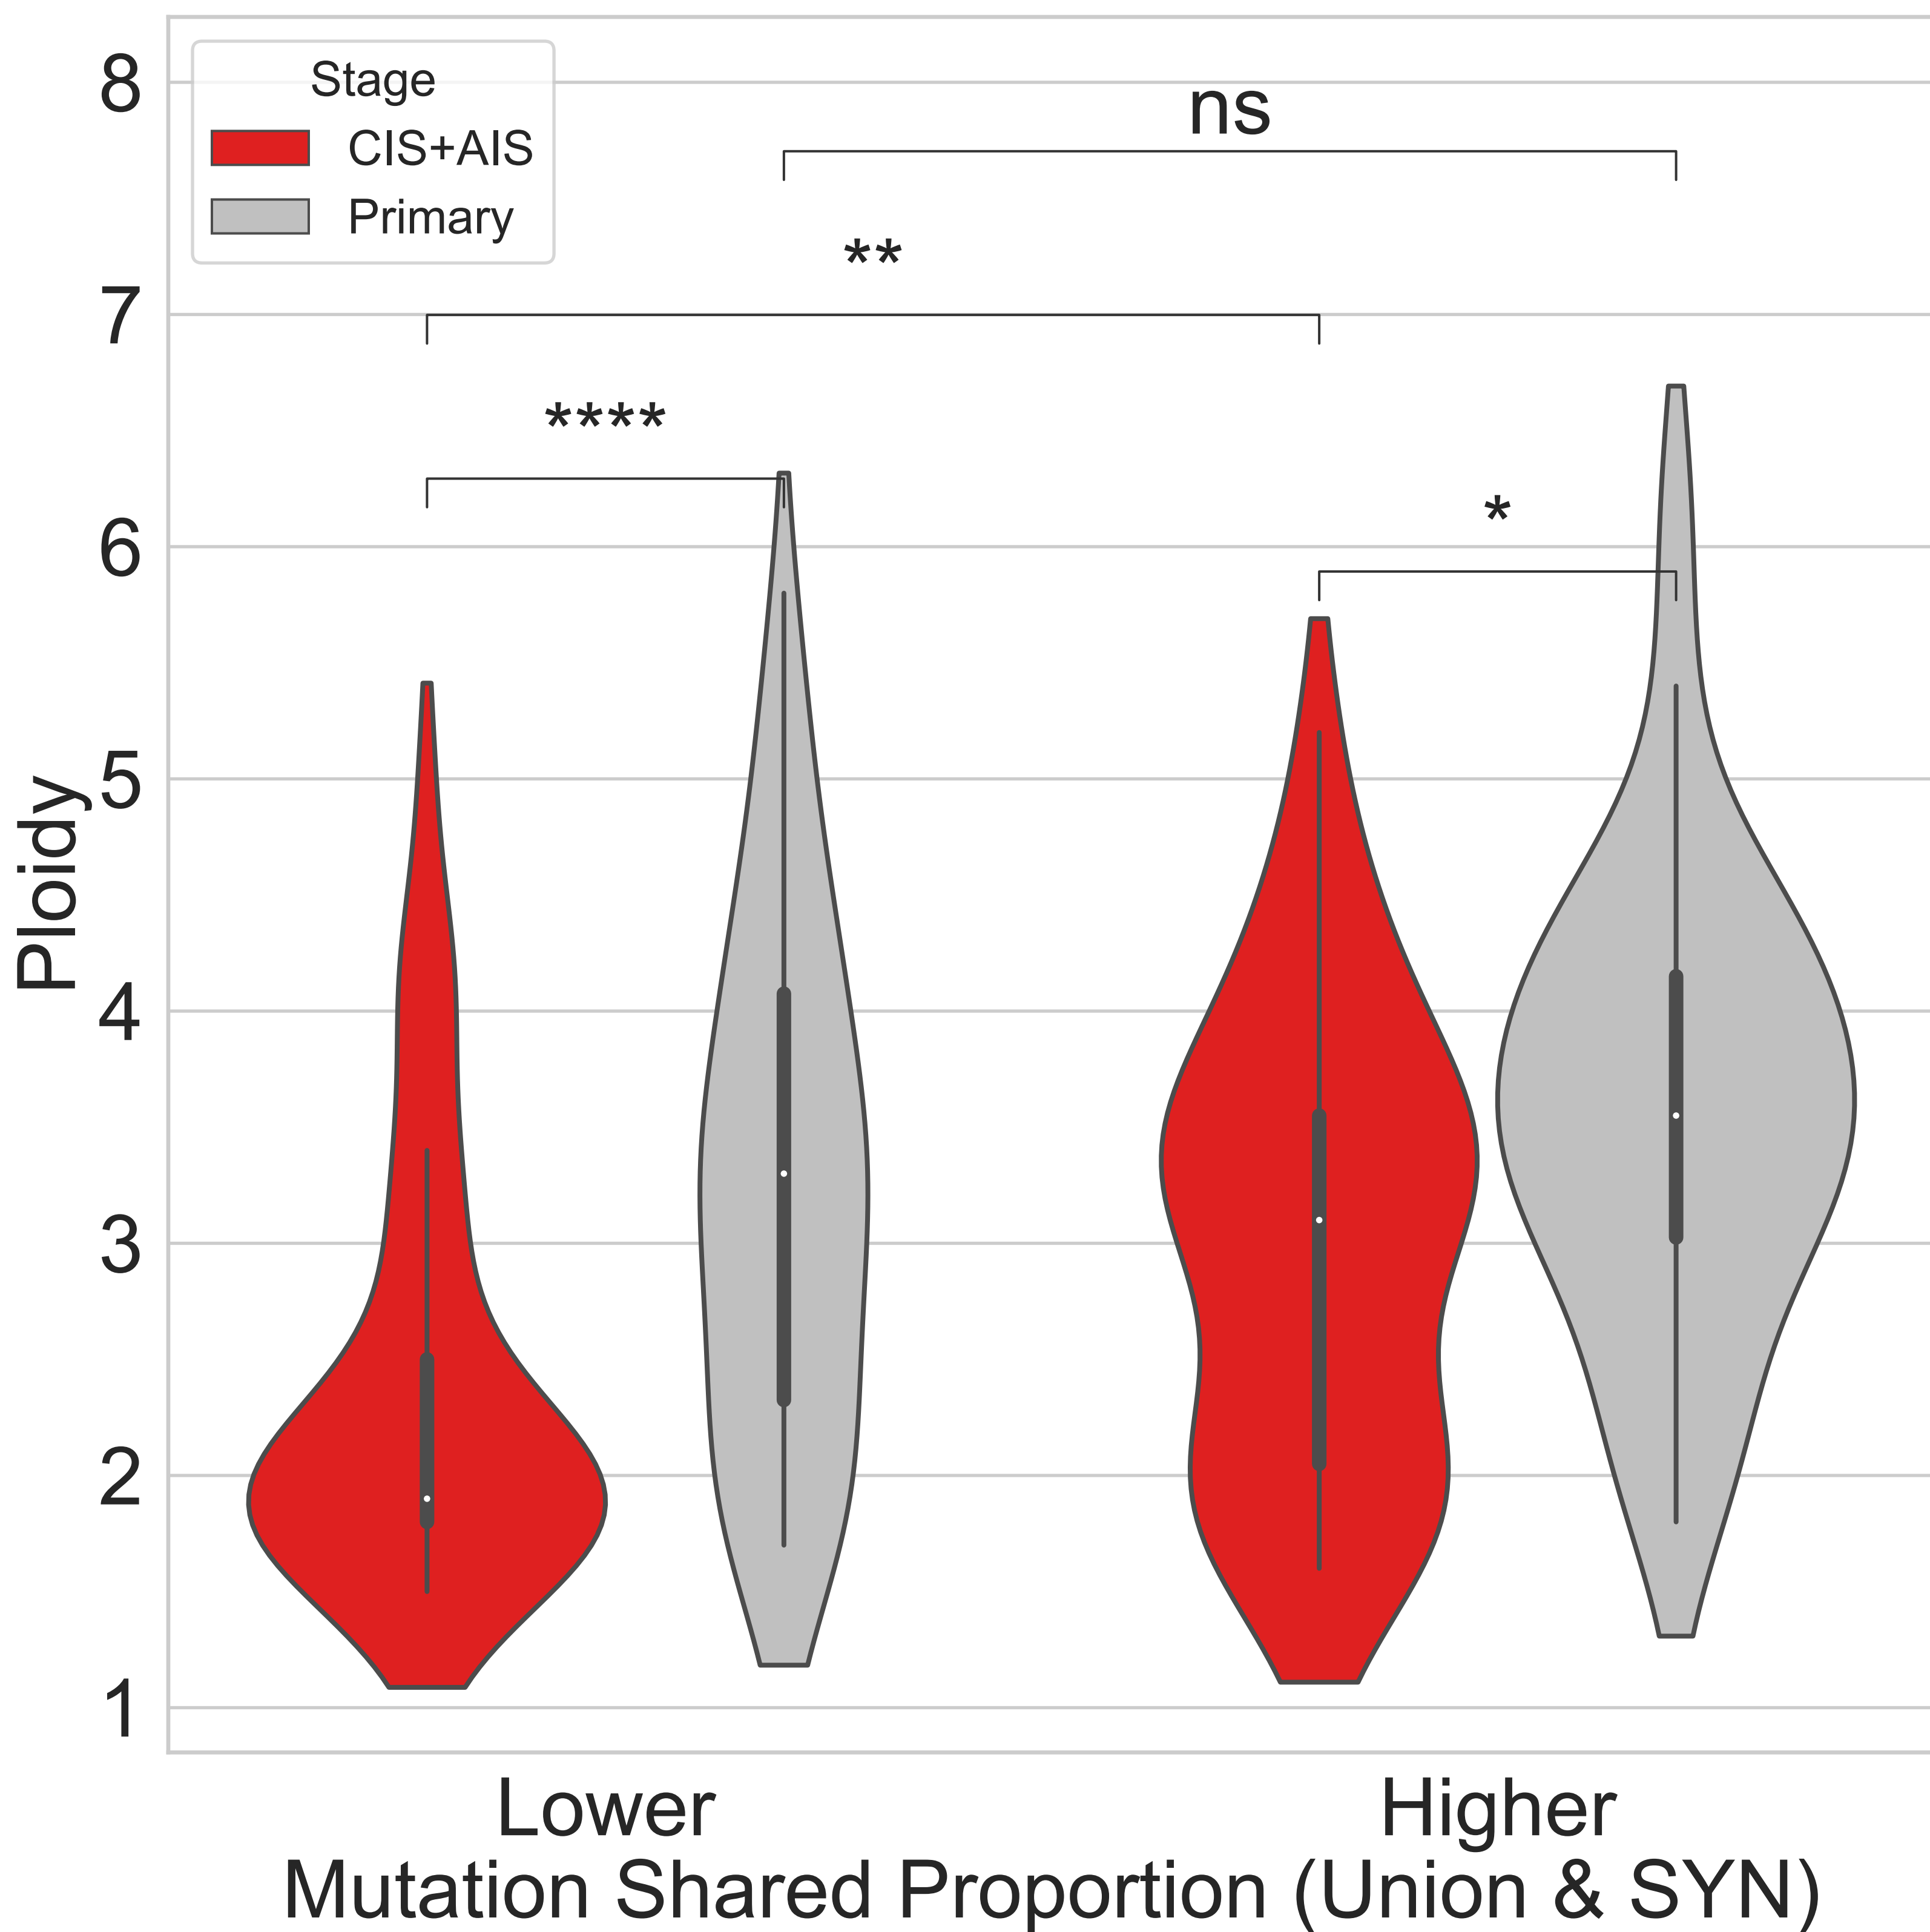 Stage
CIS+AIS
Primary
ns
**
****
*
Ploidy
8
7
6
5
4
3
2
1
Lower
Higher
Mutation Shared Proportion (Union & SYN)